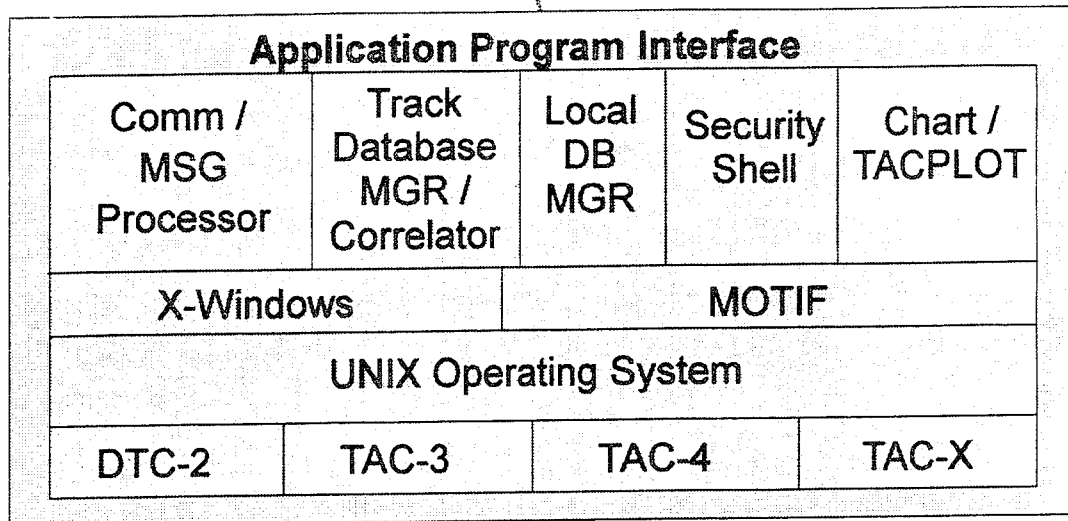 Application Program Interface
Comm /
MSG
Processor
Track
Database
MGR /
Correlator
Local
DB
MGR
Security
Shell
Chart /
TACPLOT
X-Windows
MOTIF
UNIX Operating System
DTC-2
TAC-3
TAC-4
TAC-X